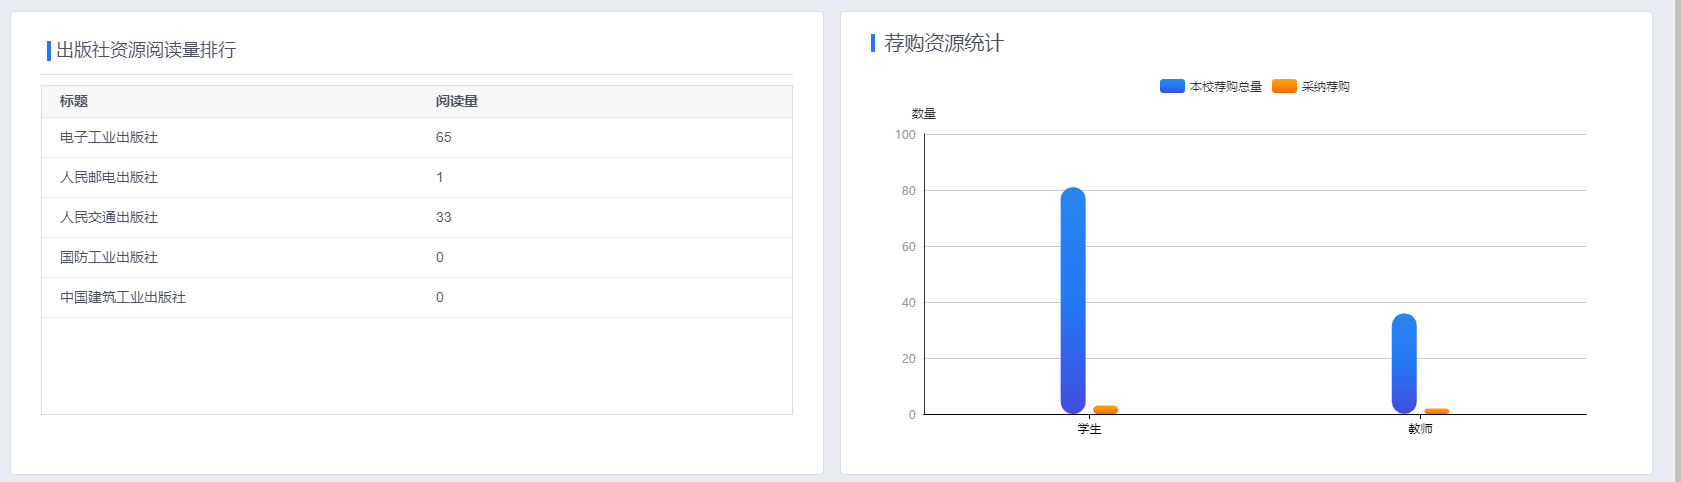 出版社资源阅读量排行
标题 阅读量
电子工业出版社 65
人民邮电出版社 1
人民交通出版社 33
国防工业出版社 0
中国建筑工业出版社 0
荐购资源统计
本校荐购总量 采纳荐购
数量
100
80
60
40
20
0
学生 教师